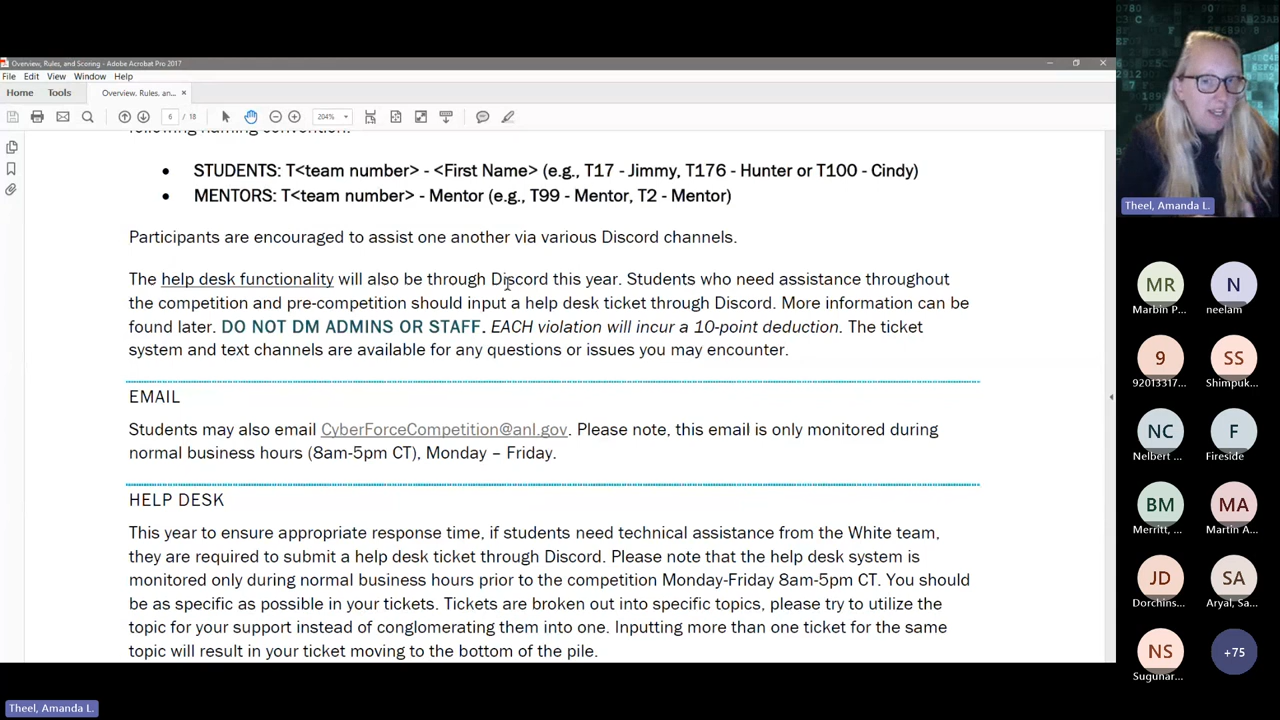 Overview, Rules, and Scoring - Adobe Acrobat Pro 2017
File Edit View Window Help
Home Tools Overview, Rules, an... ×
6 / 18 204%
following naming convention:
• STUDENTS: T<team number> - <First Name> (e.g., T17 - Jimmy, T176 - Hunter or T100 - Cindy)
• MENTORS: T<team number> - Mentor (e.g., T99 - Mentor, T2 - Mentor)
Participants are encouraged to assist one another via various Discord channels.
The help desk functionality will also be through Discord this year. Students who need assistance throughout
the competition and pre-competition should input a help desk ticket through Discord. More information can be
found later. DO NOT DM ADMINS OR STAFF. EACH violation will incur a 10-point deduction. The ticket
system and text channels are available for any questions or issues you may encounter.
EMAIL
Students may also email CyberForceCompetition@anl.gov. Please note, this email is only monitored during
normal business hours (8am-5pm CT), Monday – Friday.
HELP DESK
This year to ensure appropriate response time, if students need technical assistance from the White team,
they are required to submit a help desk ticket through Discord. Please note that the help desk system is
monitored only during normal business hours prior to the competition Monday-Friday 8am-5pm CT. You should
be as specific as possible in your tickets. Tickets are broken out into specific topics, please try to utilize the
topic for your support instead of conglomerating them into one. Inputting more than one ticket for the same
topic will result in your ticket moving to the bottom of the pile.
Theel, Amanda L.
Theel, Amanda L.
MR N
Marbin P... neelam
9 SS
92013317... Shimpuk...
NC F
Nelbert ... Fireside
BM MA
Merritt, ... Martin A...
JD SA
Dorchins... Aryal, Sa...
NS +75
Sugunar...